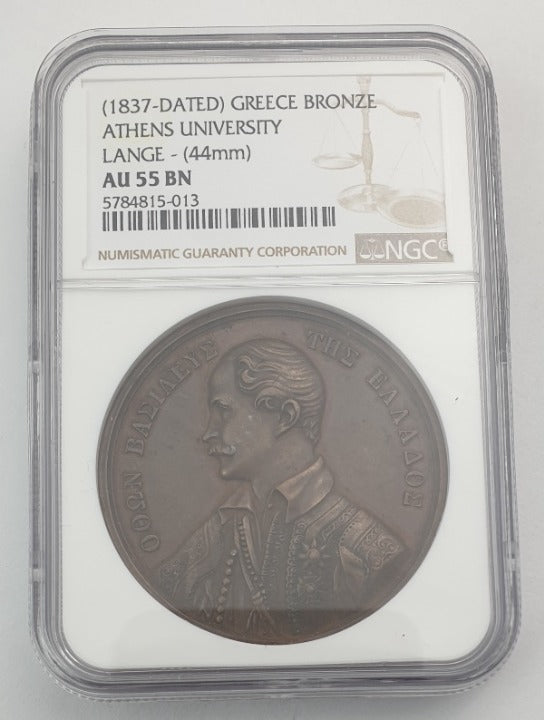 (1837-DATED) GREECE BRONZE
ATHENS UNIVERSITY
LANGE - (44mm)
AU 55 BN
5784815-013
NUMISMATIC GUARANTY CORPORATION
NGC®
ΟΘΩΝ ΒΑΣΙΛΕΥΣ ΤΗΣ ΕΛΛΑΔΟΣ